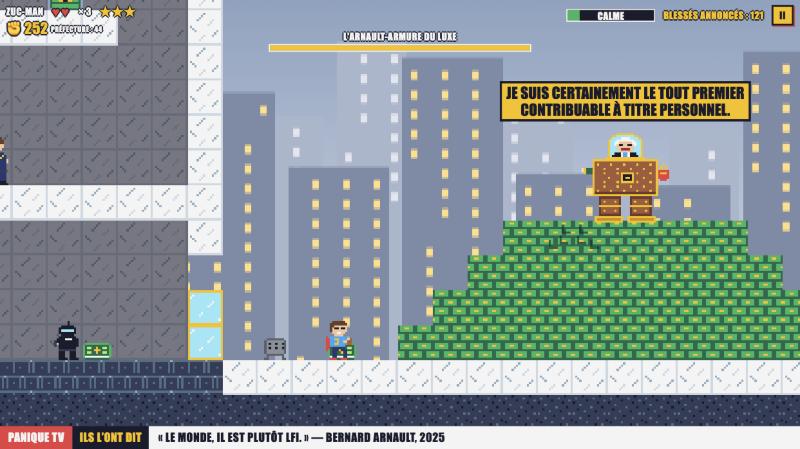 ZUC-MAN × 3
252 PRÉFECTURE : 44
L'ARNAULT-ARMURE DU LUXE
CALME
BLESSÉS ANNONCÉS : 121
JE SUIS CERTAINEMENT LE TOUT PREMIER
CONTRIBUABLE À TITRE PERSONNEL.
PANIQUE TV
ILS L'ONT DIT
« LE MONDE, IL EST PLUTÔT LFI. » — BERNARD ARNAULT, 2025